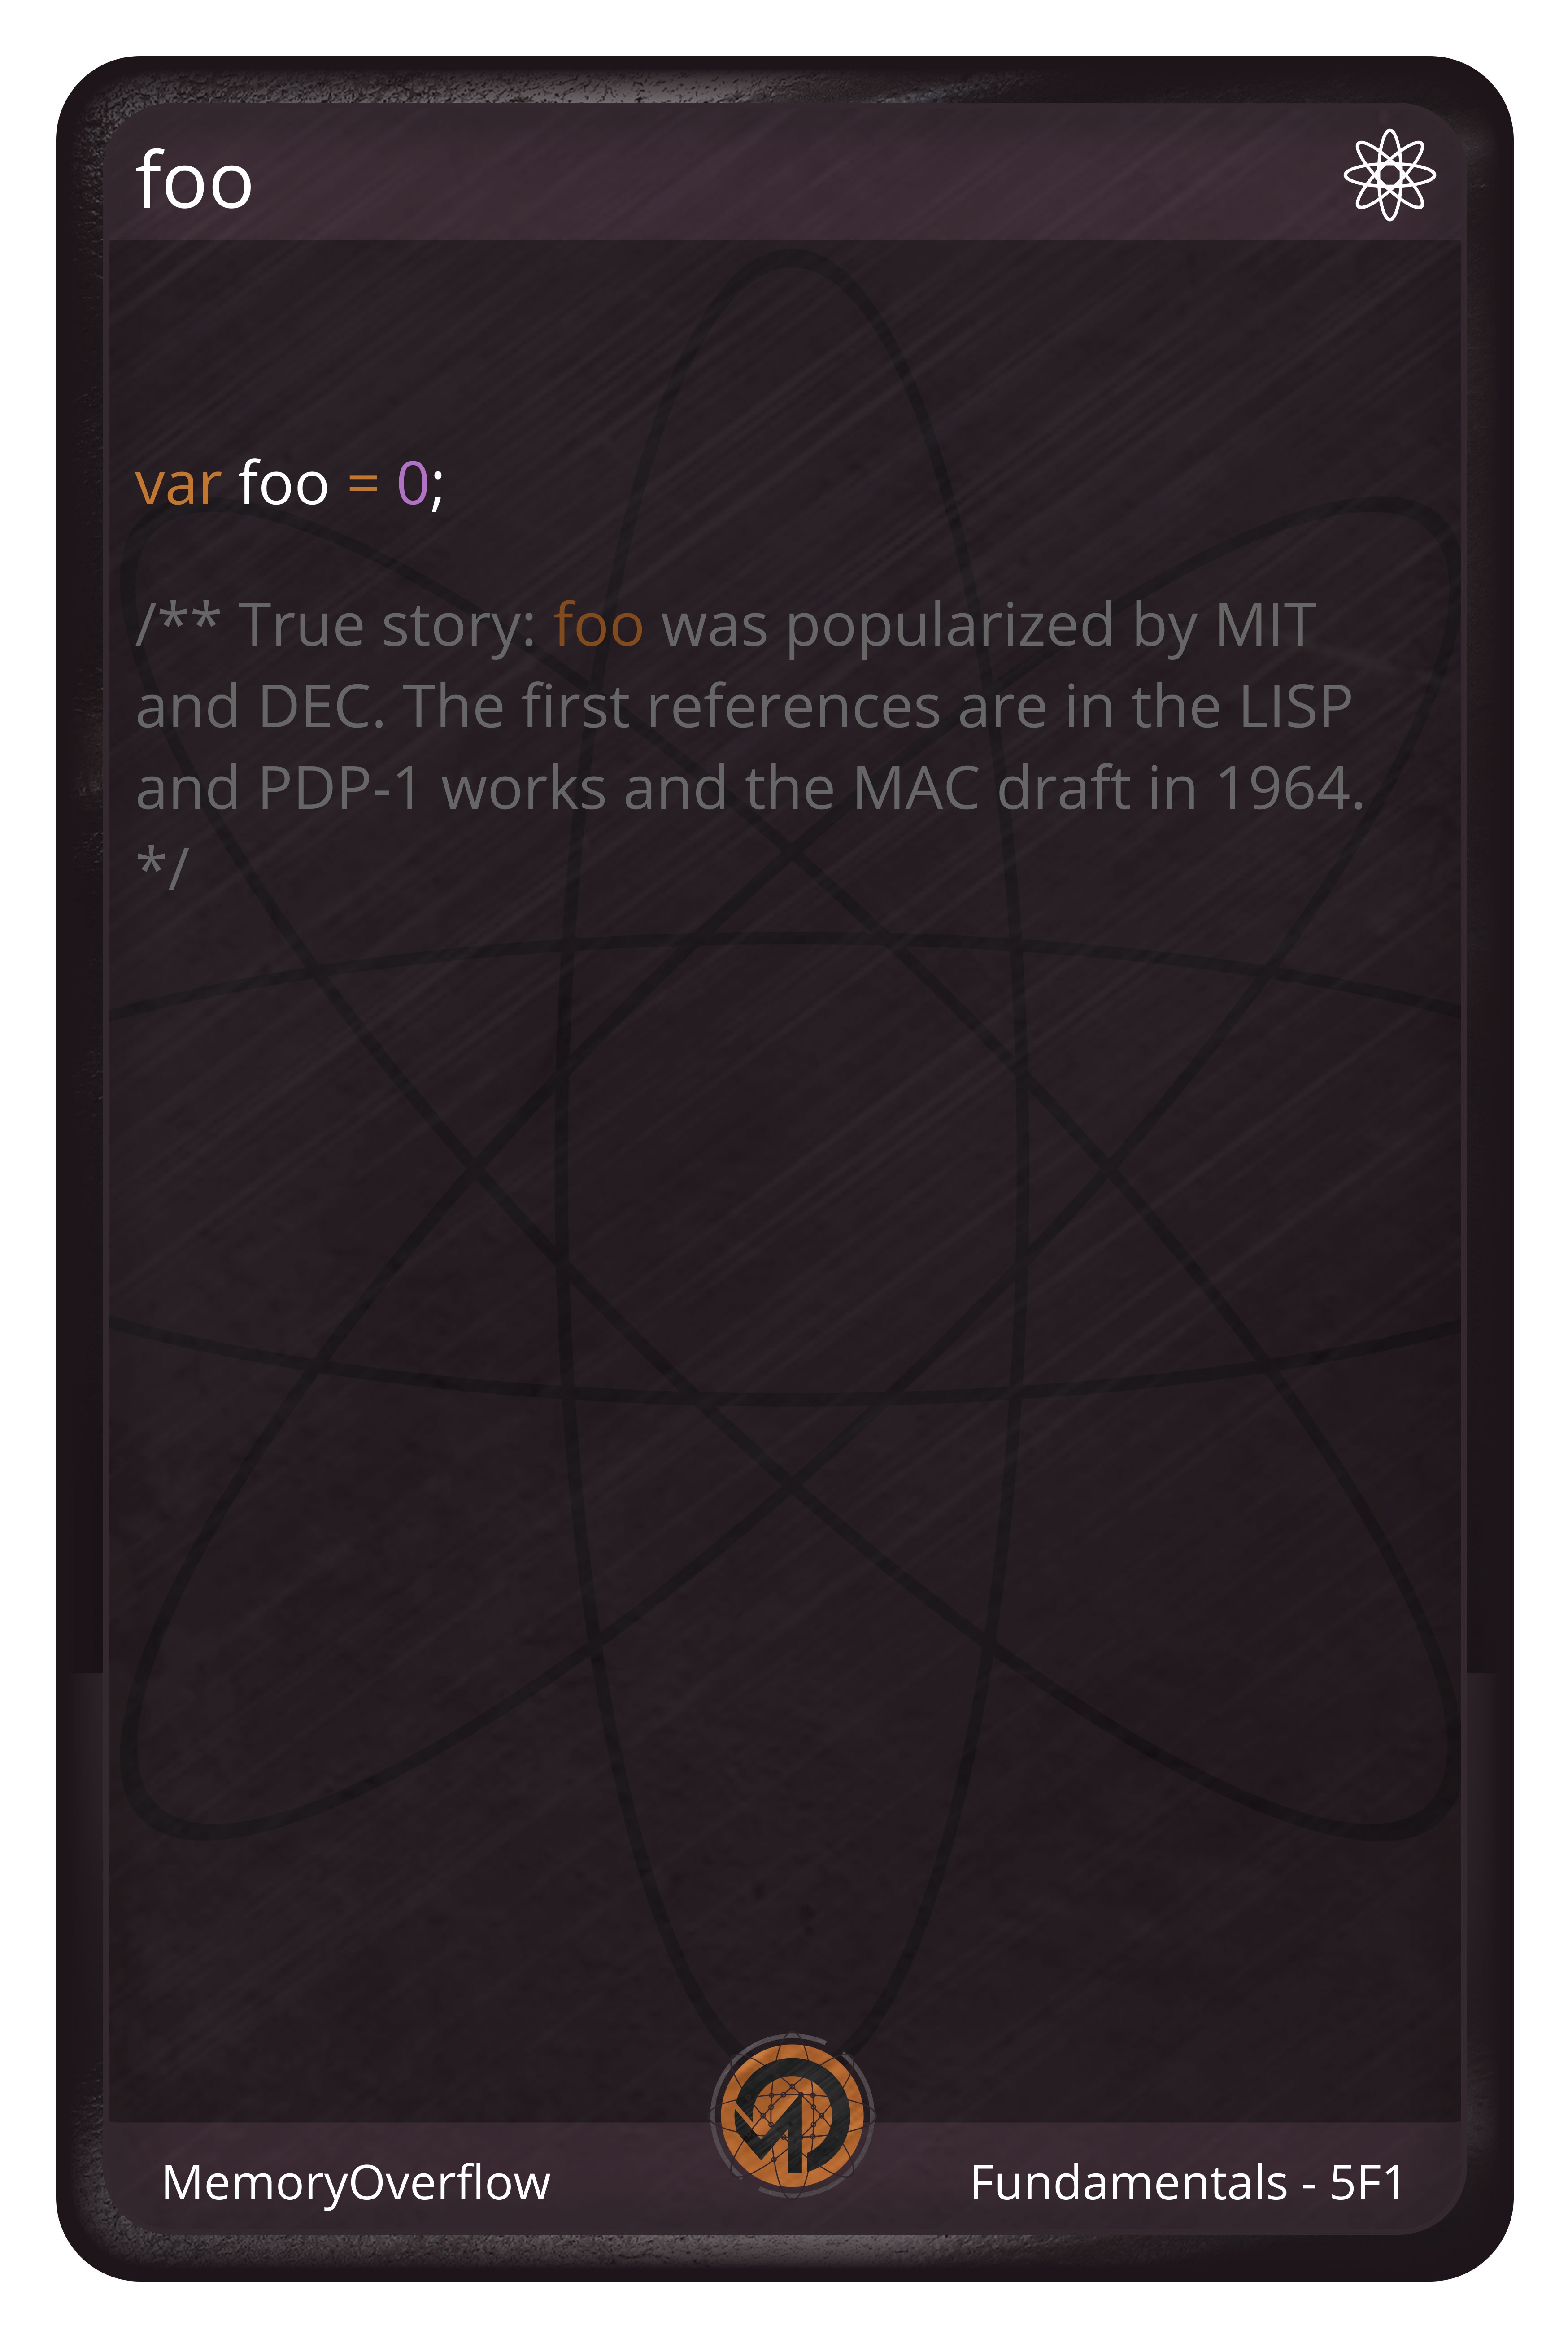 foo
var foo = 0;
/** True story: foo was popularized by MIT
and DEC. The first references are in the LISP
and PDP-1 works and the MAC draft in 1964.
*/
MemoryOverflow
Fundamentals - 5F1